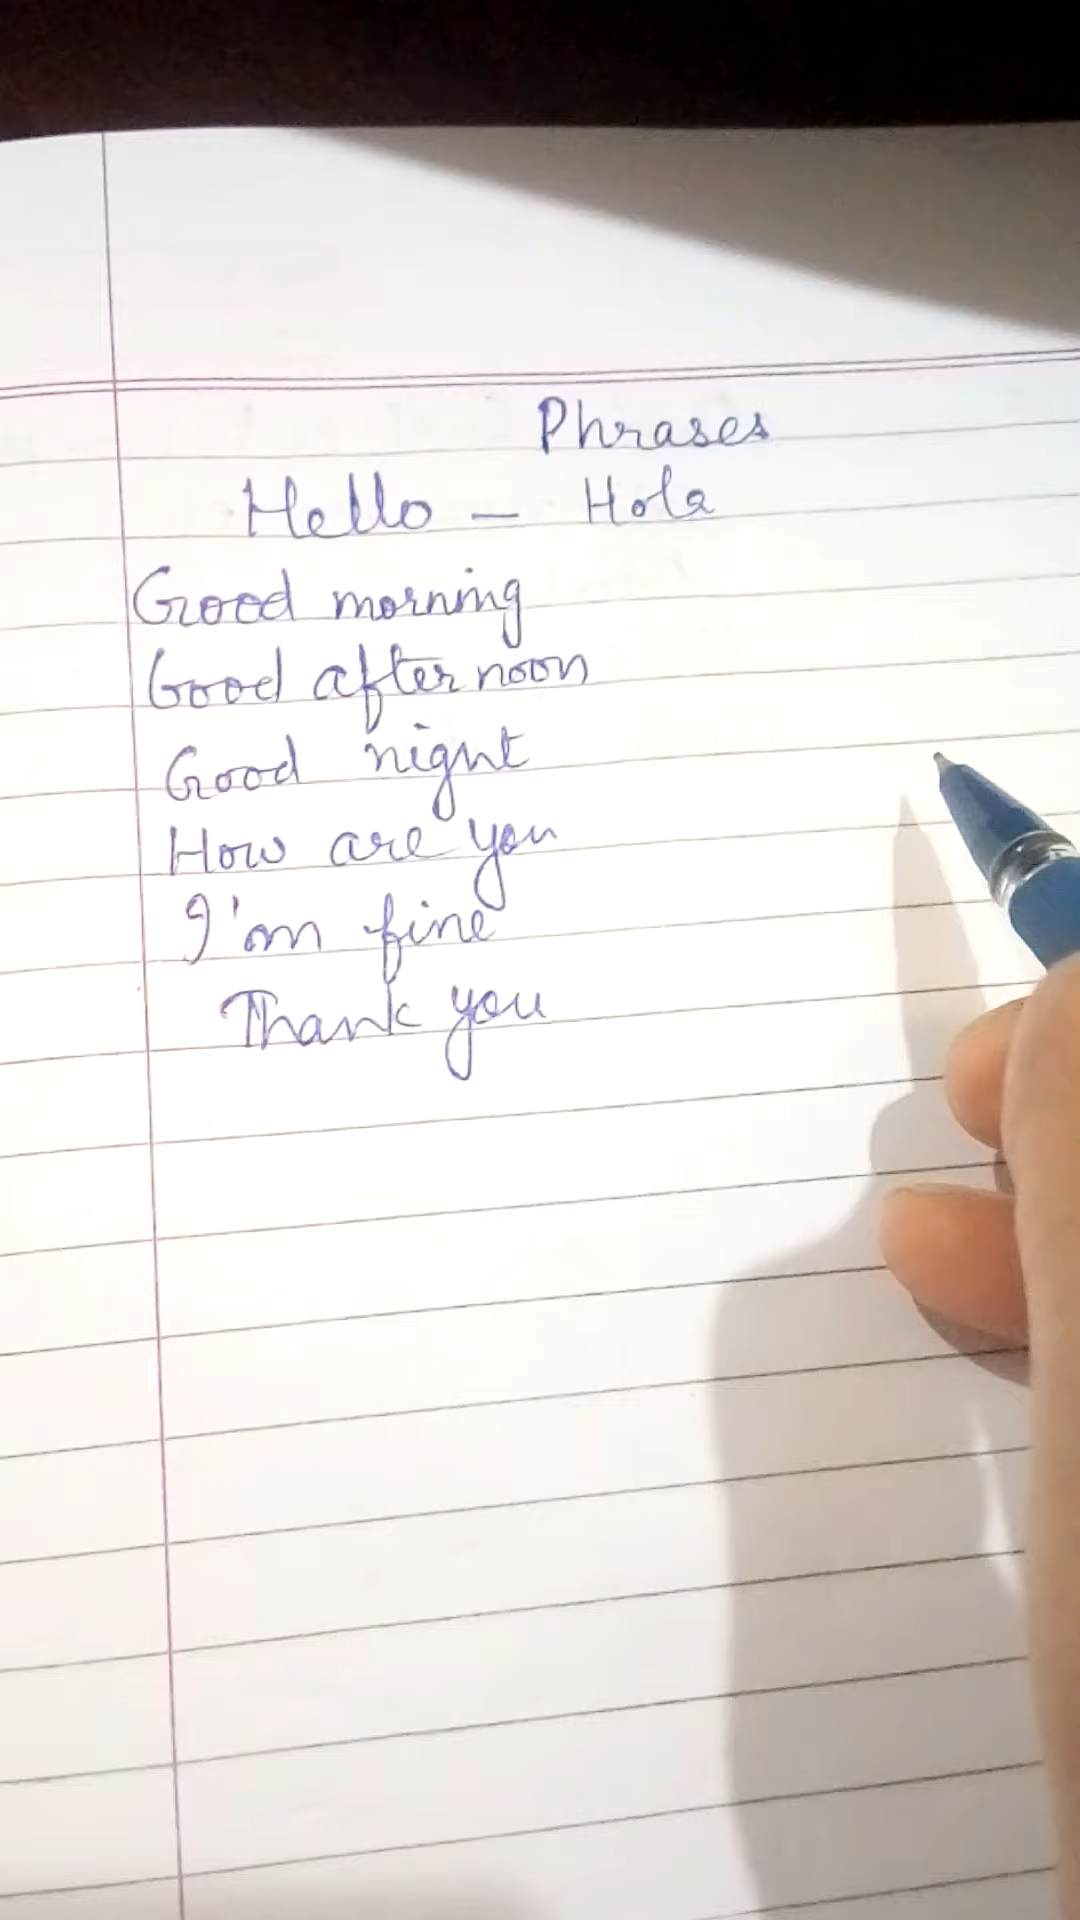 Phrases
Hello - Hola
Good morning
Good afternoon
Good night
How are you
I'm fine
Thank you